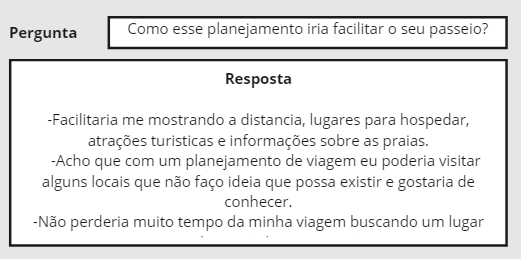 Pergunta
Como esse planejamento iria facilitar o seu passeio?
Resposta
-Facilitaria me mostrando a distancia, lugares para hospedar,
atrações turisticas e informações sobre as praias.
-Acho que com um planejamento de viagem eu poderia visitar
alguns locais que não faço ideia que possa existir e gostaria de
conhecer.
-Não perderia muito tempo da minha viagem buscando um lugar